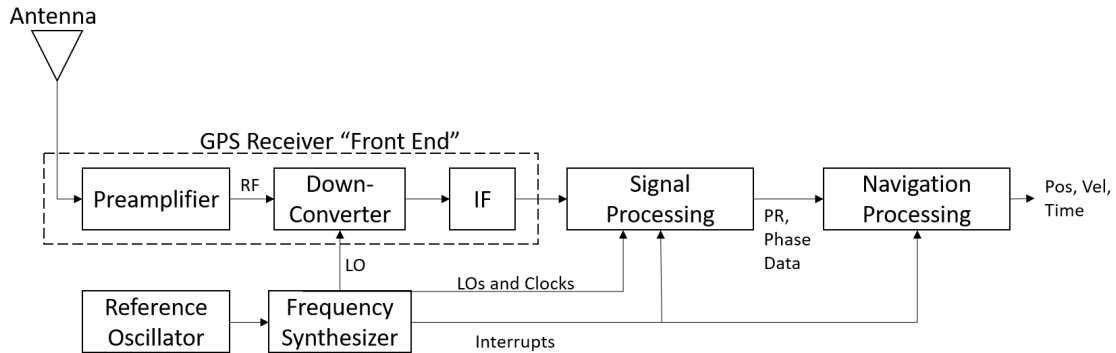 Antenna
GPS Receiver “Front End”
Preamplifier
RF
Down-
Converter
IF
Signal
Processing
PR,
Phase
Data
Navigation
Processing
Pos, Vel,
Time
LO
LOs and Clocks
Reference
Oscillator
Frequency
Synthesizer
Interrupts